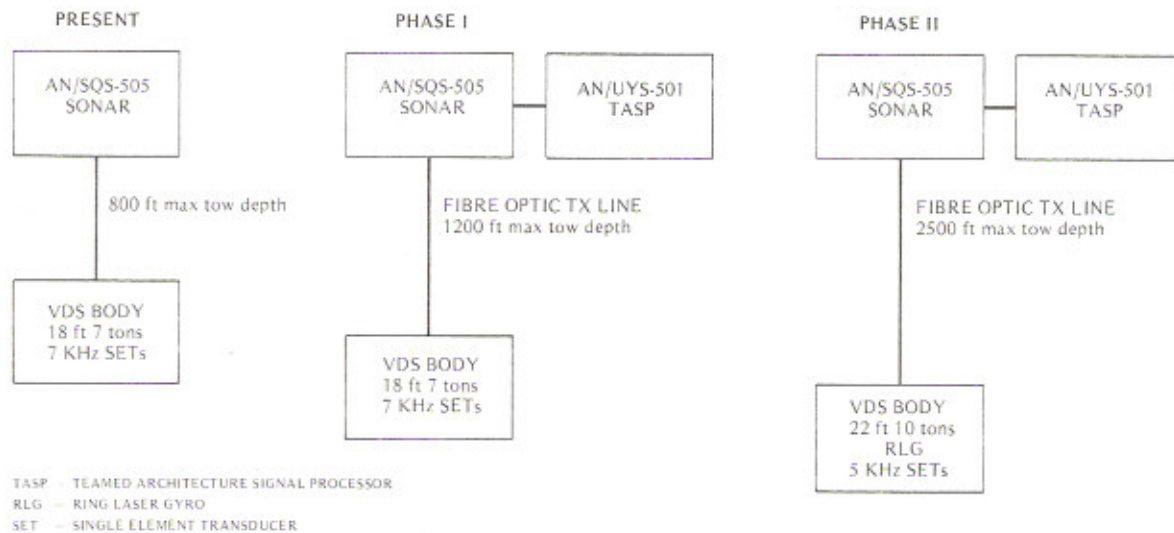 PRESENT
AN/SQS-505
SONAR
800 ft max tow depth
VDS BODY
18 ft 7 tons
7 KHz SETs
PHASE I
AN/SQS-505
SONAR
AN/UYS-501
TASP
FIBRE OPTIC TX LINE
1200 ft max tow depth
VDS BODY
18 ft 7 tons
7 KHz SETs
PHASE II
AN/SQS-505
SONAR
AN/UYS-501
TASP
FIBRE OPTIC TX LINE
2500 ft max tow depth
VDS BODY
22 ft 10 tons
RLG
5 KHz SETs
TASP – TEAMED ARCHITECTURE SIGNAL PROCESSOR
RLG – RING LASER GYRO
SET – SINGLE ELEMENT TRANSDUCER